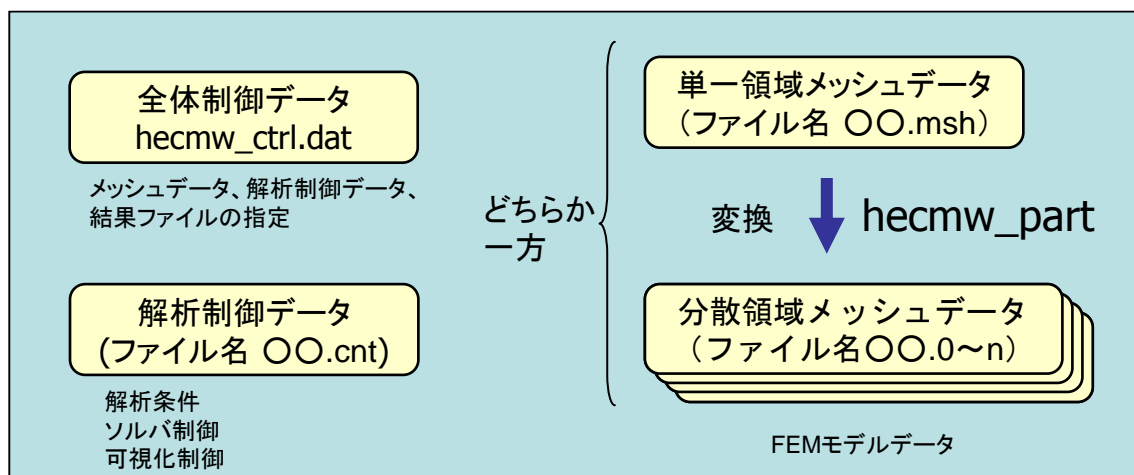 全体制御データ
hecmw_ctrl.dat
メッシュデータ、解析制御データ、
結果ファイルの指定
解析制御データ
(ファイル名 〇〇.cnt)
解析条件
ソルバ制御
可視化制御
どちらか
一方
単一領域メッシュデータ
（ファイル名 〇〇.msh）
変換
hecmw_part
分散領域メッシュデータ
（ファイル名〇〇.0～n）
FEMモデルデータ